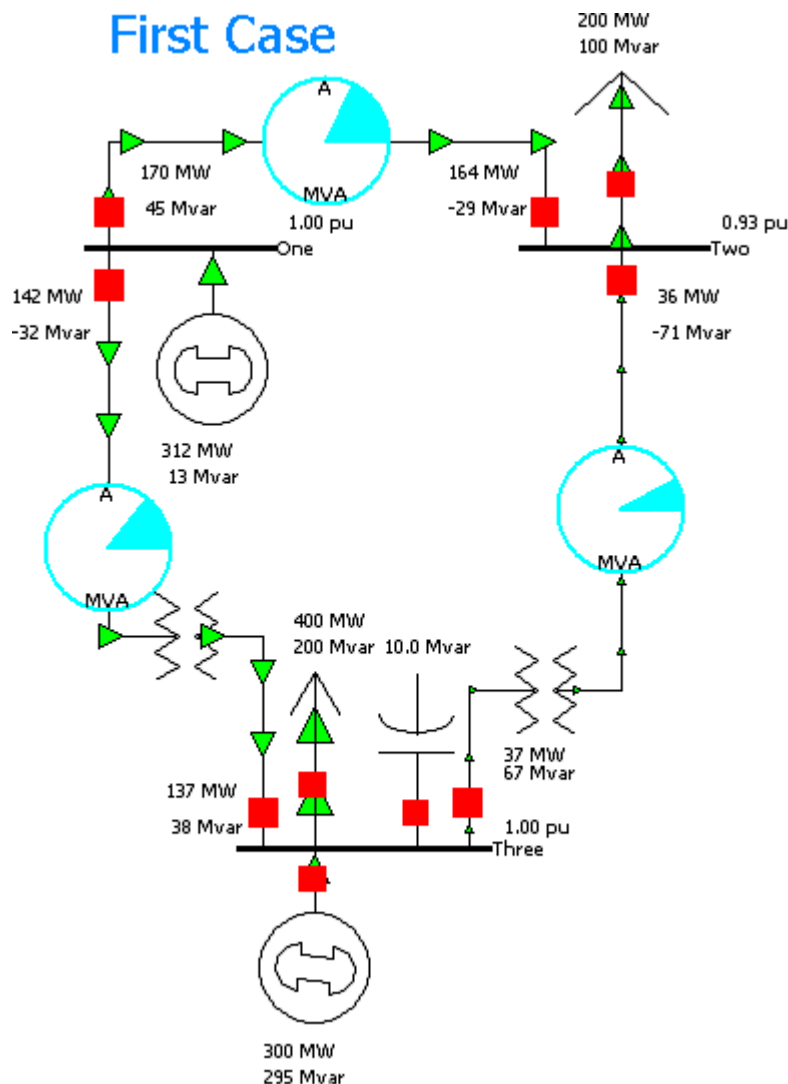 First Case
200 MW
100 Mvar
A
170 MW
164 MW
MVA
45 Mvar
-29 Mvar
1.00 pu
0.93 pu
One
Two
142 MW
36 MW
-32 Mvar
-71 Mvar
312 MW
13 Mvar
A
A
MVA
MVA
400 MW
200 Mvar
10.0 Mvar
37 MW
67 Mvar
137 MW
38 Mvar
1.00 pu
Three
300 MW
295 Mvar